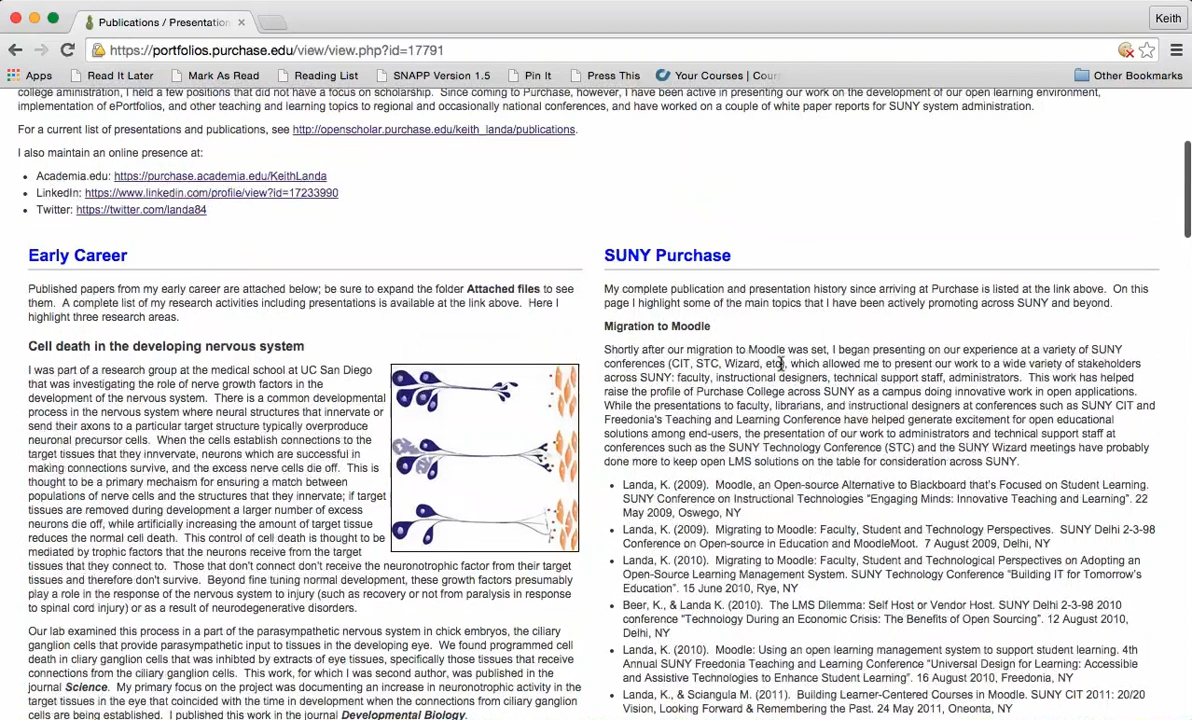 Publications / Presentation
Keith
https://portfolios.purchase.edu/view/view.php?id=17791
Apps Read It Later Mark As Read Reading List SNAPP Version 1.5 Pin It Press This Your Courses | Cour Other Bookmarks
college aministration, I held a few positions that did not have a focus on scholarship. Since coming to Purchase, however, I have been active in presenting our work on the development of our open learning environment,
implementation of ePortfolios, and other teaching and learning topics to regional and occasionally national conferences, and have worked on a couple of white paper reports for SUNY system administration.
For a current list of presentations and publications, see http://openscholar.purchase.edu/keith_landa/publications.
I also maintain an online presence at:
Academia.edu: https://purchase.academia.edu/KeithLanda
LinkedIn: https://www.linkedin.com/profile/view?id=17233990
Twitter: https://twitter.com/landa84
Early Career
Published papers from my early career are attached below; be sure to expand the folder Attached files to see
them. A complete list of my research activities including presentations is available at the link above. Here I
highlight three research areas.
Cell death in the developing nervous system
I was part of a research group at the medical school at UC San Diego
that was investigating the role of nerve growth factors in the
development of the nervous system. There is a common developmental
process in the nervous system where neural structures that innervate or
send their axons to a particular target structure typically overproduce
neuronal precursor cells. When the cells establish connections to the
target tissues that they innvervate, neurons which are successful in
making connections survive, and the excess nerve cells die off. This is
thought to be a primary mechaism for ensuring a match between
populations of nerve cells and the structures that they innervate; if target
tissues are removed during development a larger number of excess
neurons die off, while artificially increasing the amount of target tissue
reduces the normal cell death. This control of cell death is thought to be
mediated by trophic factors that the neurons receive from the target
tissues that they connect to. Those that don't connect don't receive the neuronotrophic factor from their target
tissues and therefore don't survive. Beyond fine tuning normal development, these growth factors presumably
play a role in the response of the nervous system to injury (such as recovery or not from paralysis in response
to spinal cord injury) or as a result of neurodegenerative disorders.
Our lab examined this process in a part of the parasympathetic nervous system in chick embryos, the ciliary
ganglion cells that provide parasympathetic input to tissues in the developing eye. We found programmed cell
death in cliary ganglion cells that was inhibted by extracts of eye tissues, specifically those tissues that receive
connections from the ciliary ganglion cells. This work, for which I was second author, was published in the
journal Science. My primary focus on the project was documenting an increase in neuronotrophic activity in the
target tissues in the eye that coincided with the time in development when the connections from ciliary
ganglion cells are being established. I published this work in the journal Developmental Biology.
SUNY Purchase
My complete publication and presentation history since arriving at Purchase is listed at the link above. On this
page I highlight some of the main topics that I have been actively promoting across SUNY and beyond.
Migration to Moodle
Shortly after our migration to Moodle was set, I began presenting on our experience at a variety of SUNY
conferences (CIT, STC, Wizard, etc), which allowed me to present our work to a wide variety of stakeholders
across SUNY: faculty, instructional designers, technical support staff, administrators. This work has helped
raise the profile of Purchase College across SUNY as a campus doing innovative work in open applications.
While the presentations to faculty, librarians, and instructional designers at conferences such as SUNY CIT and
Freedonia's Teaching and Learning Conference have helped generate excitement for open educational
solutions among end-users, the presentation of our work to administrators and technical support staff at
conferences such as the SUNY Technology Conference (STC) and the SUNY Wizard meetings have probably
done more to keep open LMS solutions on the table for consideration across SUNY.
Landa, K. (2009). Moodle, an Open-source Alternative to Blackboard that's Focused on Student Learning.
SUNY Conference on Instructional Technologies "Engaging Minds: Innovative Teaching and Learning". 22
May 2009, Oswego, NY
Landa, K. (2009). Migrating to Moodle: Faculty, Student and Technology Perspectives. SUNY Delhi 2-3-98
Conference on Open-source in Education and MoodleMoot. 7 August 2009, Delhi, NY
Landa, K. (2010). Migrating to Moodle: Faculty, Student and Technological Perspectives on Adopting an
Open-Source Learning Management System. SUNY Technology Conference "Building IT for Tomorrow's
Education". 15 June 2010, Rye, NY
Beer, K., & Landa K. (2010). The LMS Dilemma: Self Host or Vendor Host. SUNY Delhi 2-3-98 2010
conference "Technology During an Economic Crisis: The Benefits of Open Sourcing". 12 August 2010,
Delhi, NY
Landa, K. (2010). Moodle: Using an open learning management system to support student learning. 4th
Annual SUNY Freedonia Teaching and Learning Conference "Universal Design for Learning: Accessible
and Assistive Technologies to Enhance Student Learning". 16 August 2010, Freedonia, NY
Landa, K., & Sciangula M. (2011). Building Learner-Centered Courses in Moodle. SUNY CIT 2011: 20/20
Vision, Looking Forward & Remembering the Past. 24 May 2011, Oneonta, NY